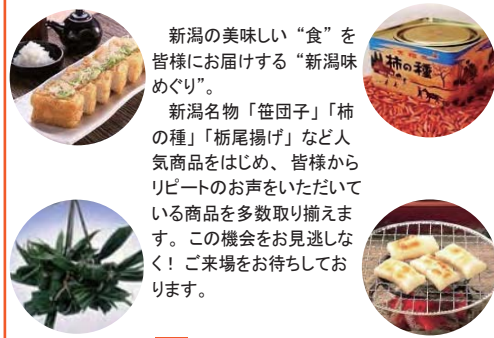 新潟の美味しい“食”を
皆様にお届けする“新潟味
めぐり”。
新潟名物「笹団子」「柿
の種」「栃尾揚げ」など人
気商品をはじめ、皆様から
リピートのお声をいただいて
いる商品を多数取り揃えま
す。この機会をお見逃しな
く！ご来場をお待ちしてお
ります。
柿の種